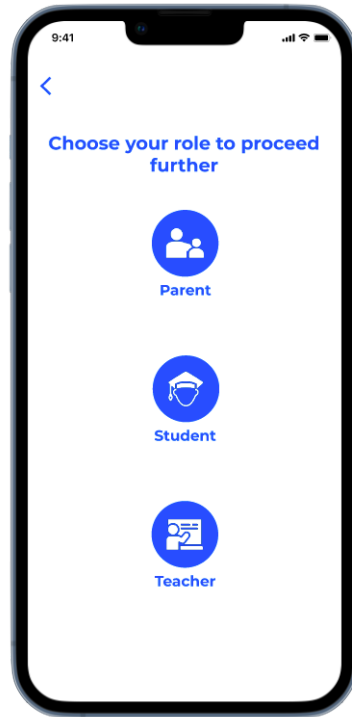 9:41
Choose your role to proceed
further
Parent
Student
Teacher